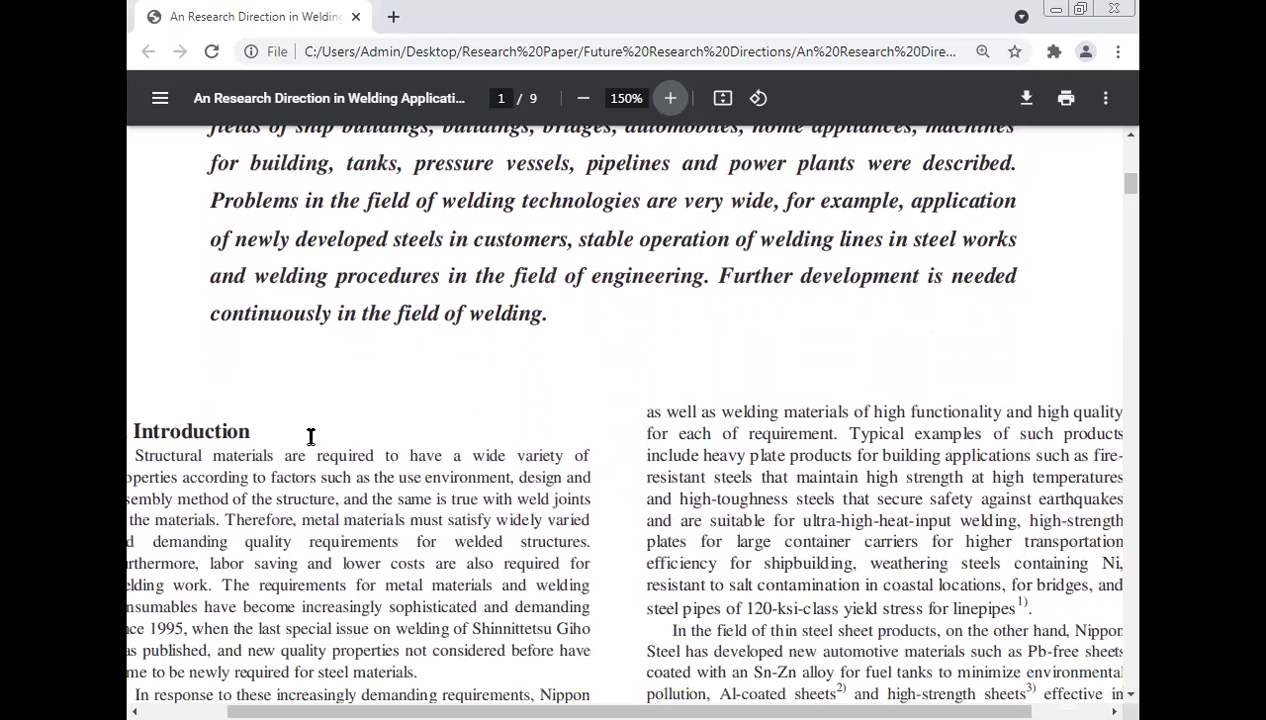 An Research Direction in Welding
File
C:/Users/Admin/Desktop/Research%20Paper/Future%20Research%20Directions/An%20Research%20Dire...
An Research Direction in Welding Applicati...
1 / 9
150%
fields of ship buildings, buildings, bridges, automobiles, home appliances, machines
for building, tanks, pressure vessels, pipelines and power plants were described.
Problems in the field of welding technologies are very wide, for example, application
of newly developed steels in customers, stable operation of welding lines in steel works
and welding procedures in the field of engineering. Further development is needed
continuously in the field of welding.
Introduction
Structural materials are required to have a wide variety of
operties according to factors such as the use environment, design and
sembly method of the structure, and the same is true with weld joints
the materials. Therefore, metal materials must satisfy widely varied
d demanding quality requirements for welded structures.
urthermore, labor saving and lower costs are also required for
elding work. The requirements for metal materials and welding
nsumables have become increasingly sophisticated and demanding
ce 1995, when the last special issue on welding of Shinnittetsu Giho
as published, and new quality properties not considered before have
me to be newly required for steel materials.
In response to these increasingly demanding requirements, Nippon
as well as welding materials of high functionality and high quality
for each of requirement. Typical examples of such products
include heavy plate products for building applications such as fire-
resistant steels that maintain high strength at high temperatures
and high-toughness steels that secure safety against earthquakes
and are suitable for ultra-high-heat-input welding, high-strength
plates for large container carriers for higher transportation
efficiency for shipbuilding, weathering steels containing Ni,
resistant to salt contamination in coastal locations, for bridges, and
steel pipes of 120-ksi-class yield stress for linepipes1).
In the field of thin steel sheet products, on the other hand, Nippon
Steel has developed new automotive materials such as Pb-free sheets
coated with an Sn-Zn alloy for fuel tanks to minimize environmental
pollution, Al-coated sheets2) and high-strength sheets3) effective in